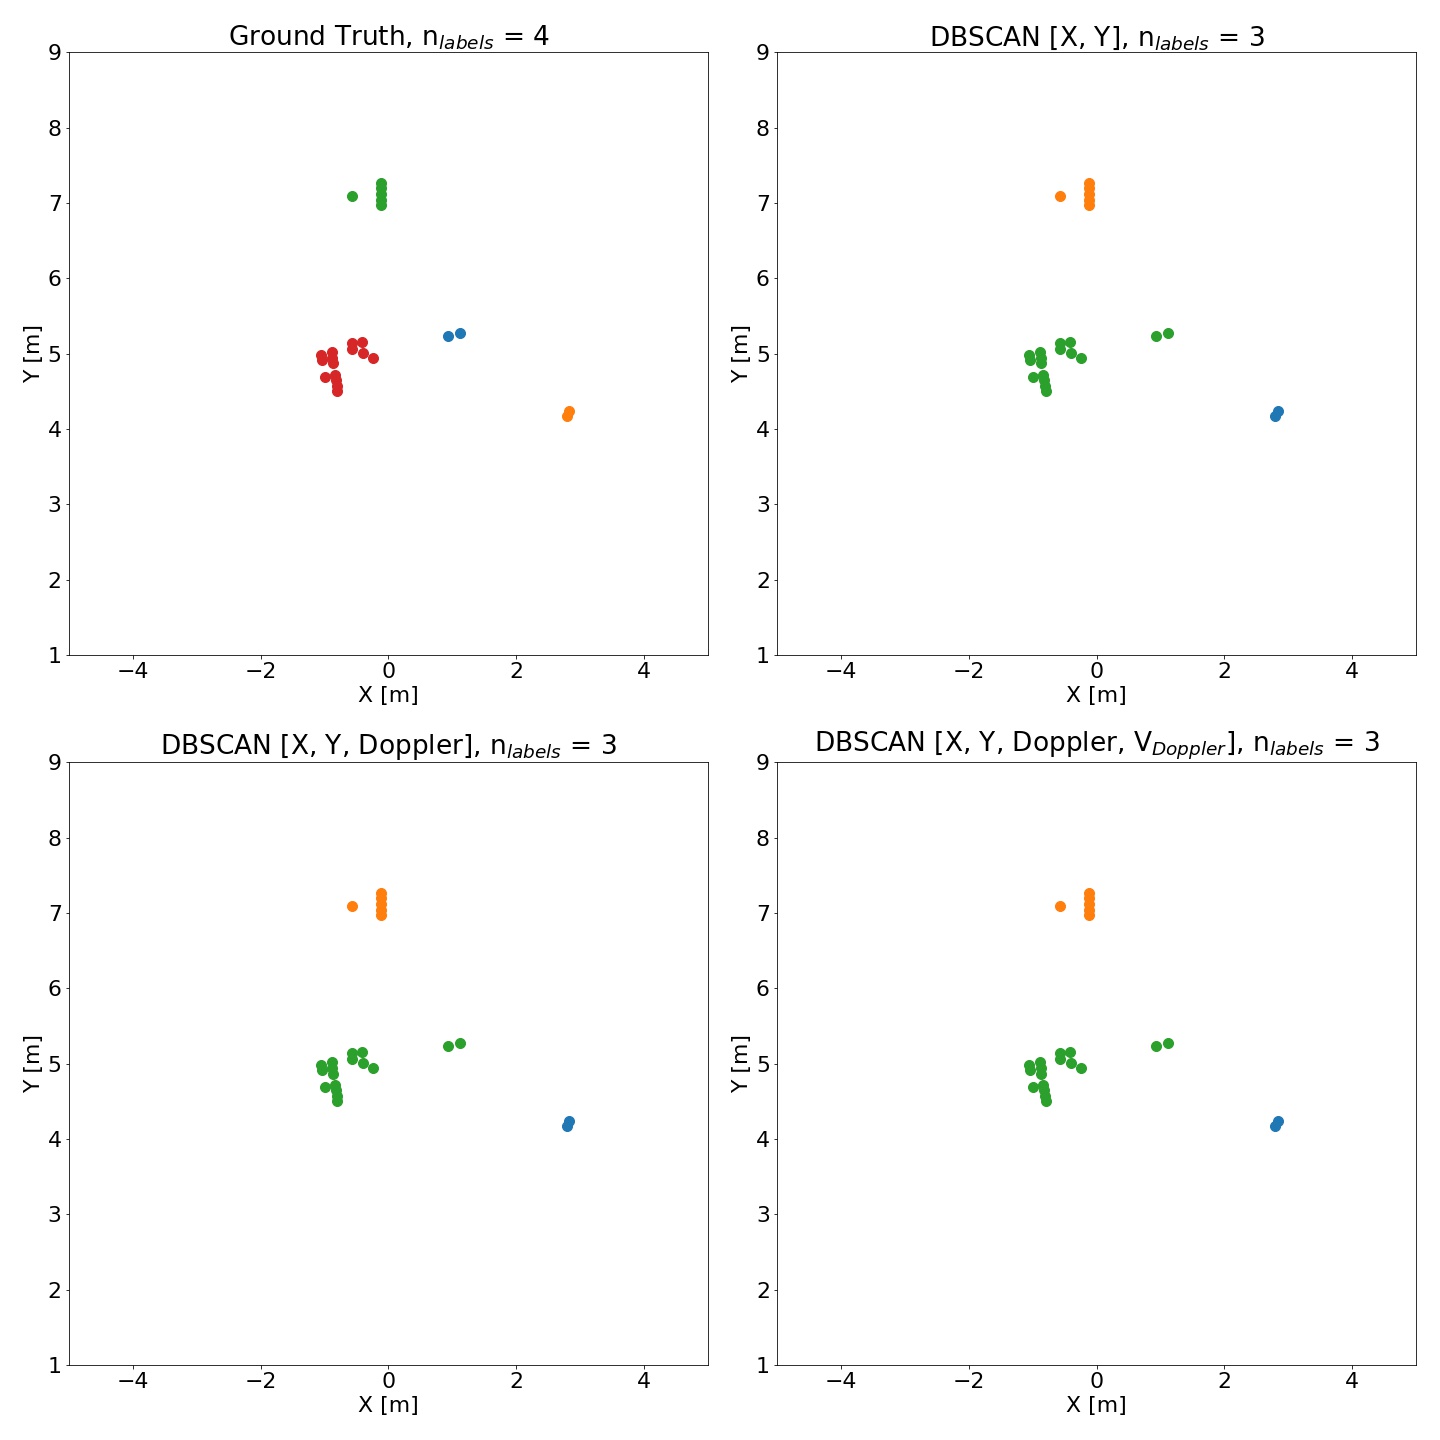 Ground Truth, n_labels = 4
9
8
7
6
5
4
3
2
1
Y [m]
−4 −2 0 2 4
X [m]
DBSCAN [X, Y], n_labels = 3
9
8
7
6
5
4
3
2
1
Y [m]
−4 −2 0 2 4
X [m]
DBSCAN [X, Y, Doppler], n_labels = 3
9
8
7
6
5
4
3
2
1
Y [m]
−4 −2 0 2 4
X [m]
DBSCAN [X, Y, Doppler, V_Doppler], n_labels = 3
9
8
7
6
5
4
3
2
1
Y [m]
−4 −2 0 2 4
X [m]